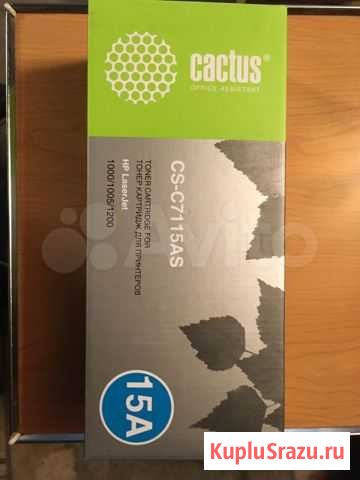 cactus®
OFFICE ASSISTANT
CS-C7115AS
TONER CARTRIDGE FOR
ТОНЕР КАРТРИДЖ ДЛЯ ПРИНТЕРОВ
HP LaserJet
1000/1005/1200
15A
Avito
KupluSrazu.ru